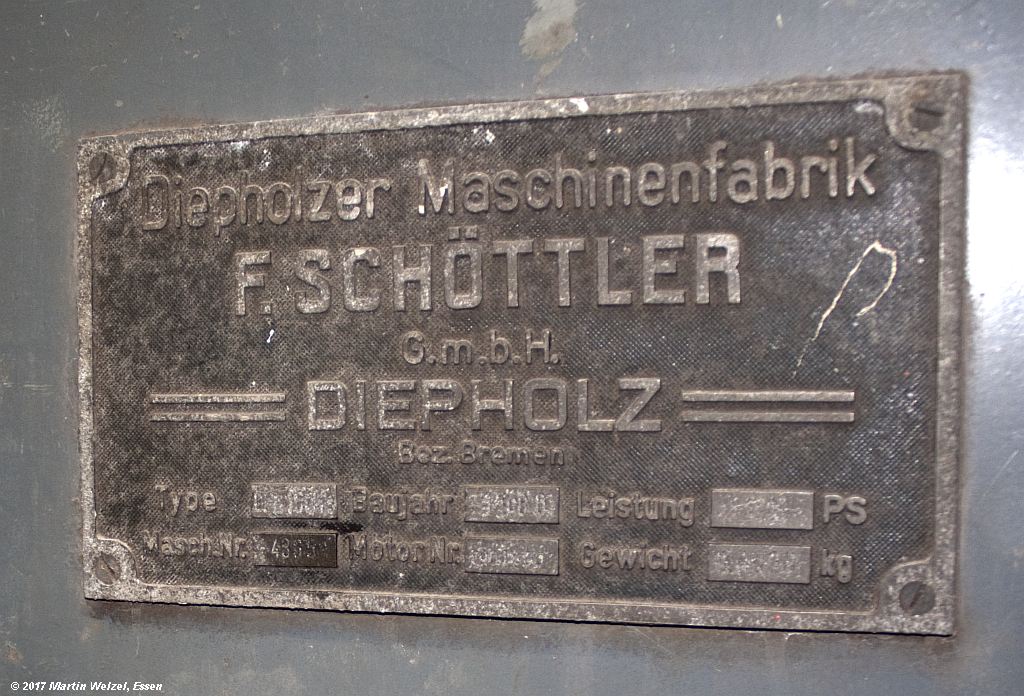 Diepholzer Maschinenfabrik
F. SCHÖTTLER
G.m.b.H.
DIEPHOLZ
Bez. Bremen
Type Baujahr Leistung PS
Masch.Nr. Motor Nr. Gewicht kg
© 2017 Martin Welzel, Essen